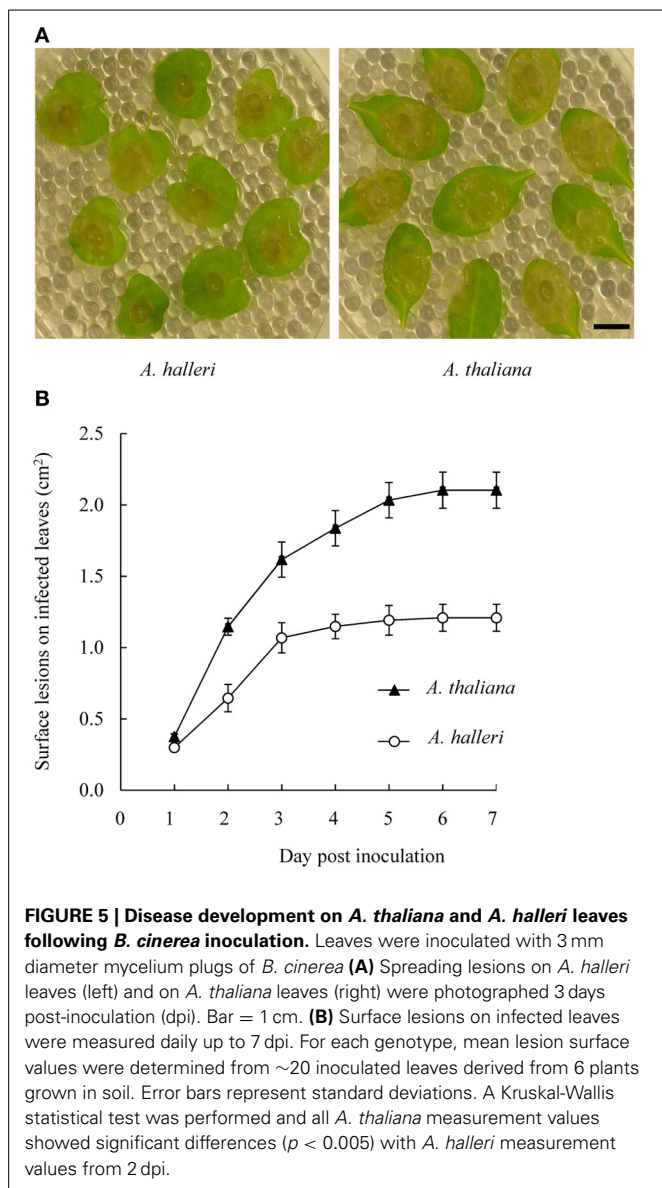 A
A. halleri
A. thaliana
B
Surface lesions on infected leaves (cm²)
2.5
2.0
1.5
1.0
0.5
0.0
A. thaliana
A. halleri
0 1 2 3 4 5 6 7
Day post inoculation
FIGURE 5 | Disease development on A. thaliana and A. halleri leaves
following B. cinerea inoculation. Leaves were inoculated with 3 mm
diameter mycelium plugs of B. cinerea (A) Spreading lesions on A. halleri
leaves (left) and on A. thaliana leaves (right) were photographed 3 days
post-inoculation (dpi). Bar = 1 cm. (B) Surface lesions on infected leaves
were measured daily up to 7 dpi. For each genotype, mean lesion surface
values were determined from ~20 inoculated leaves derived from 6 plants
grown in soil. Error bars represent standard deviations. A Kruskal-Wallis
statistical test was performed and all A. thaliana measurement values
showed significant differences (p < 0.005) with A. halleri measurement
values from 2 dpi.